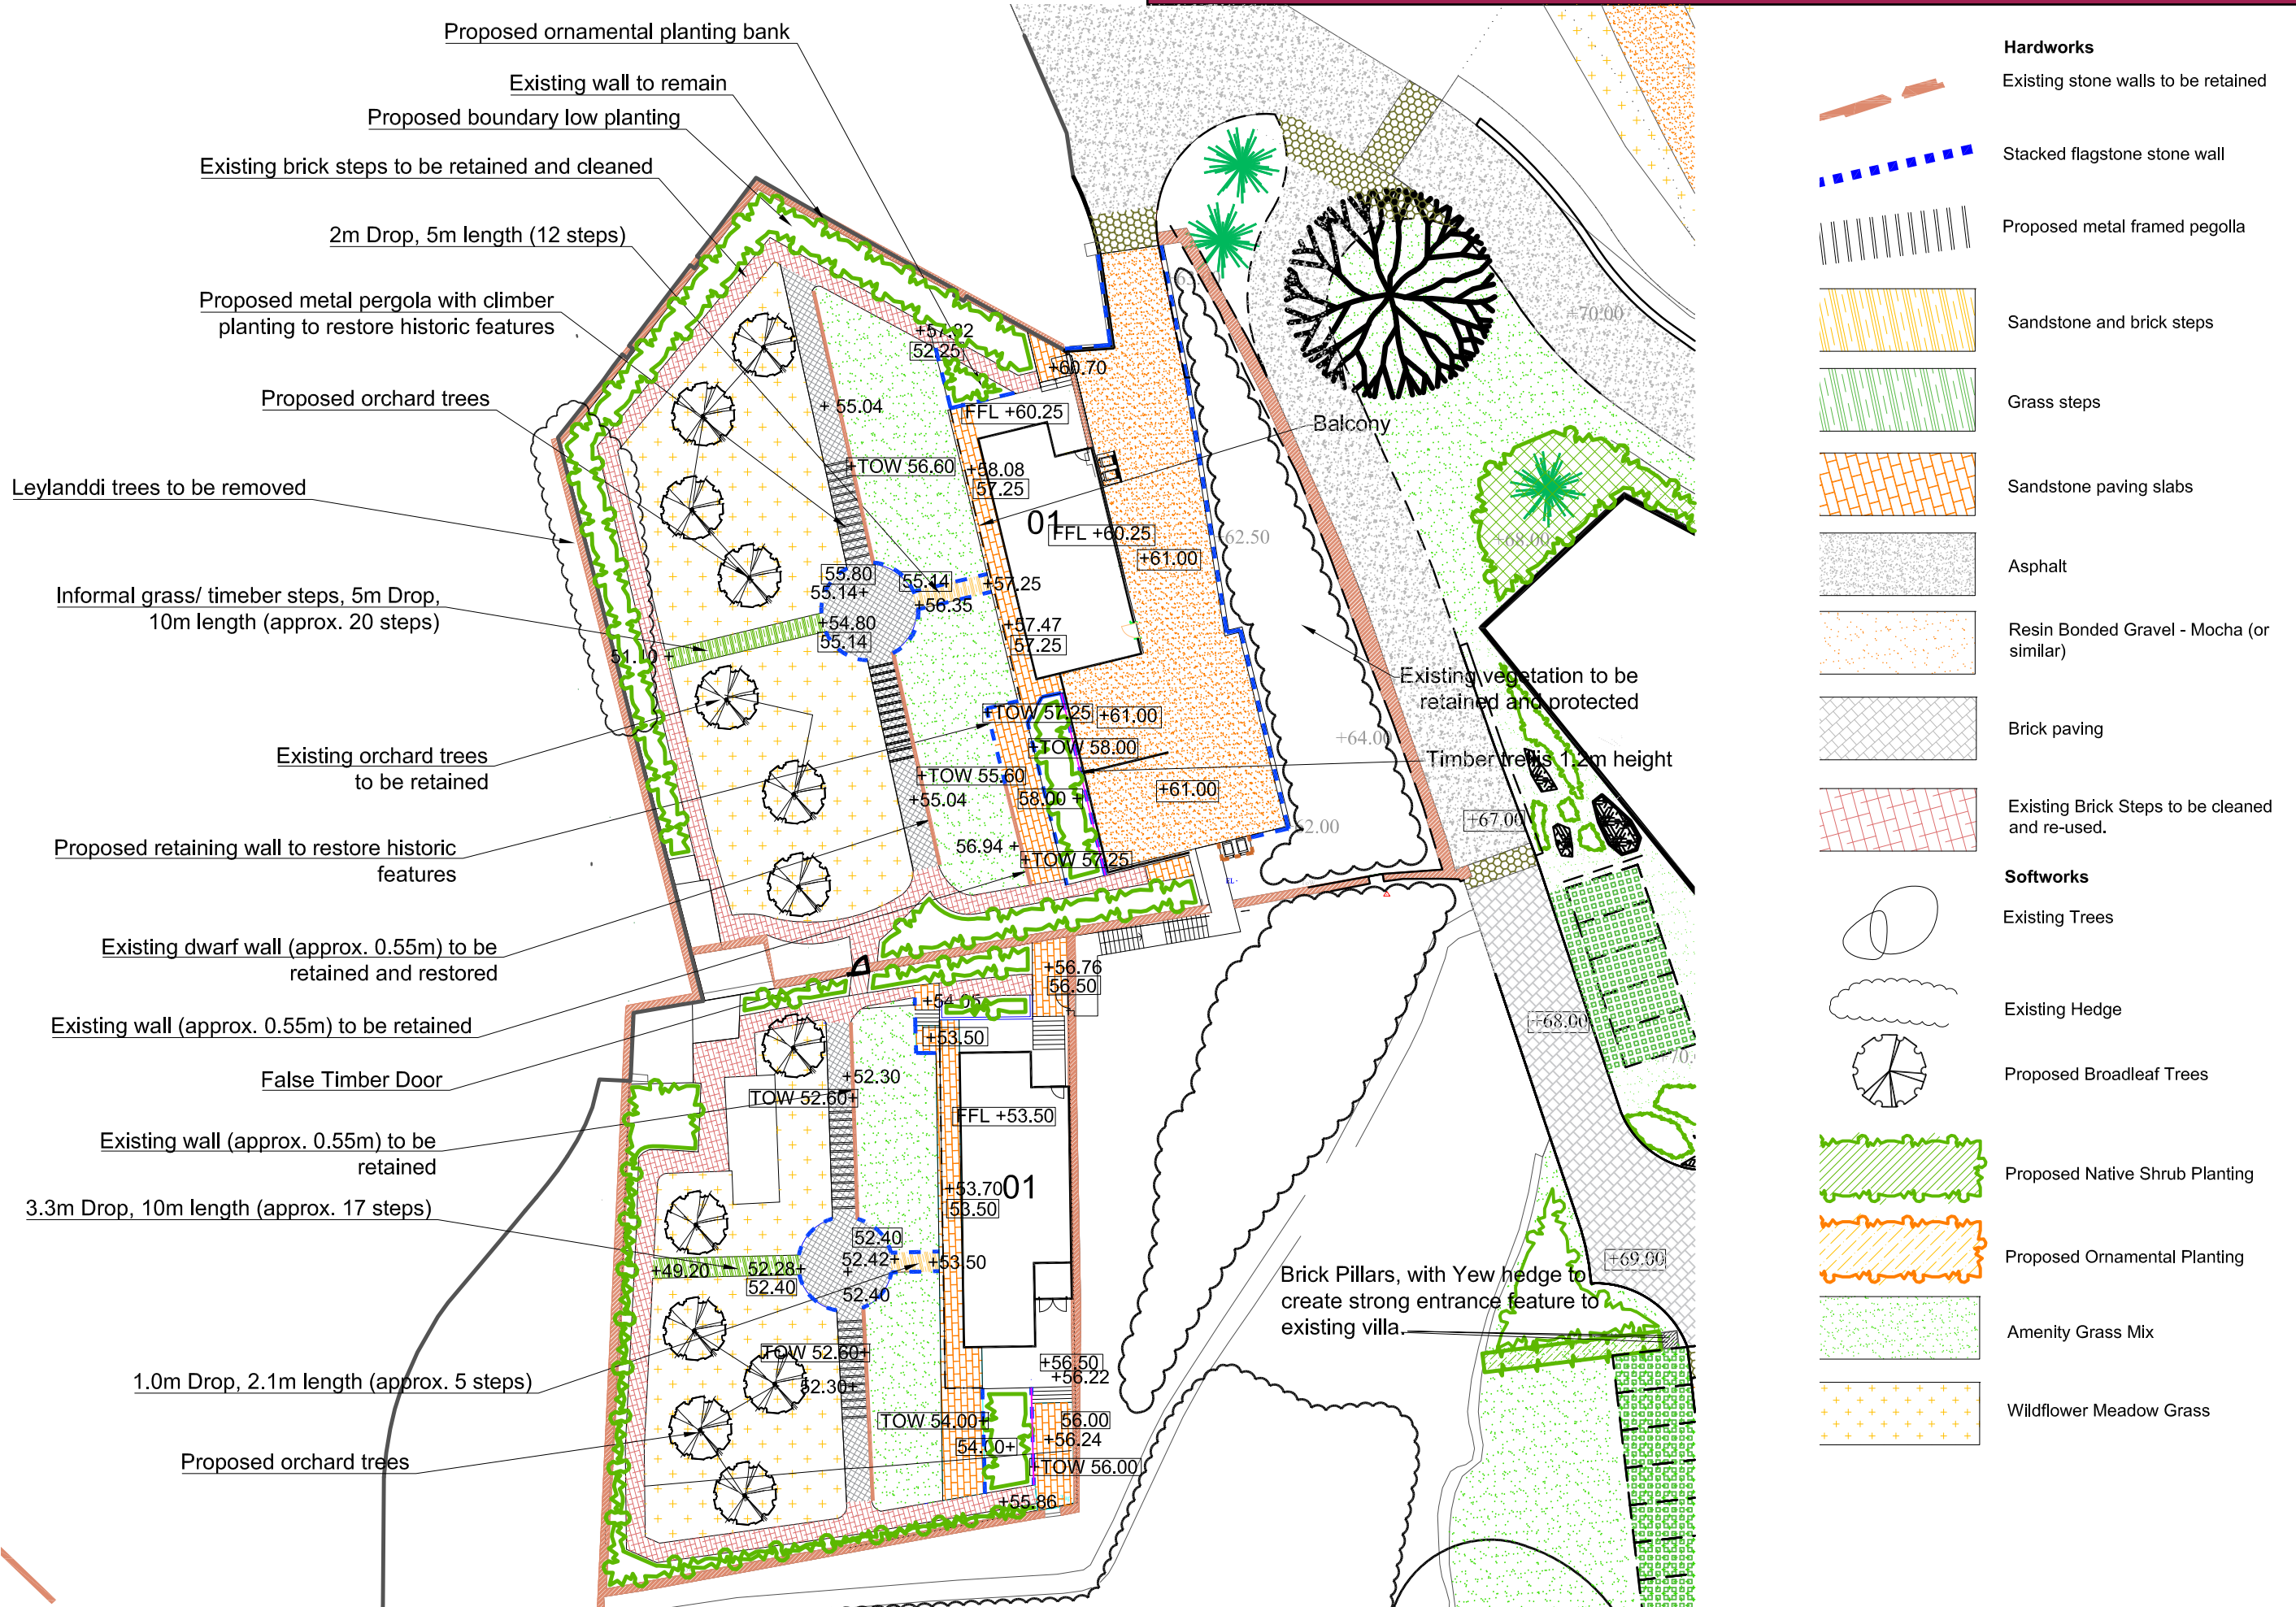 Proposed ornamental planting bank
Existing wall to remain
Proposed boundary low planting
Existing brick steps to be retained and cleaned
2m Drop, 5m length (12 steps)
Proposed metal pergola with climber
planting to restore historic features
Proposed orchard trees
Leylanddi trees to be removed
Informal grass/ timeber steps, 5m Drop,
10m length (approx. 20 steps)
Existing orchard trees
to be retained
Proposed retaining wall to restore historic
features
Existing dwarf wall (approx. 0.55m) to be
retained and restored
Existing wall (approx. 0.55m) to be retained
False Timber Door
Existing wall (approx. 0.55m) to be
retained
3.3m Drop, 10m length (approx. 17 steps)
1.0m Drop, 2.1m length (approx. 5 steps)
Proposed orchard trees
+57.82
52.25
+60.70
+ 55.04
FFL +60.25
+TOW 56.60
+58.08
57.25
01
FFL +60.25
+61.00
55.80
55.14+
55.14
+57.25
+56.35
+54.80
55.14
+57.47
57.25
51.10 +
+TOW 57.25
+61.00
+TOW 58.00
+TOW 55.60
+55.04
58.00 +
+61.00
56.94 +
+TOW 57.25
Balcony
+70.00
62.50
+68.00
Existing vegetation to be
retained and protected
+64.00
Timber trellis 1.2m height
62.00
+67.00
+56.76
56.50
+54.05
+53.50
+68.00
+70.
+52.30
TOW 52.60+
FFL +53.50
+53.70
01
53.50
52.40
52.42+
+53.50
+49.20
52.28+
52.40
+
52.40
+69.00
Brick Pillars, with Yew hedge to
create strong entrance feature to
existing villa.
TOW 52.60+
52.30+
+56.50
+56.22
TOW 54.00+
56.00
+56.24
54.00+
+TOW 56.00
+55.86
Hardworks
Existing stone walls to be retained
Stacked flagstone stone wall
Proposed metal framed pegolla
Sandstone and brick steps
Grass steps
Sandstone paving slabs
Asphalt
Resin Bonded Gravel - Mocha (or
similar)
Brick paving
Existing Brick Steps to be cleaned
and re-used.
Softworks
Existing Trees
Existing Hedge
Proposed Broadleaf Trees
Proposed Native Shrub Planting
Proposed Ornamental Planting
Amenity Grass Mix
Wildflower Meadow Grass